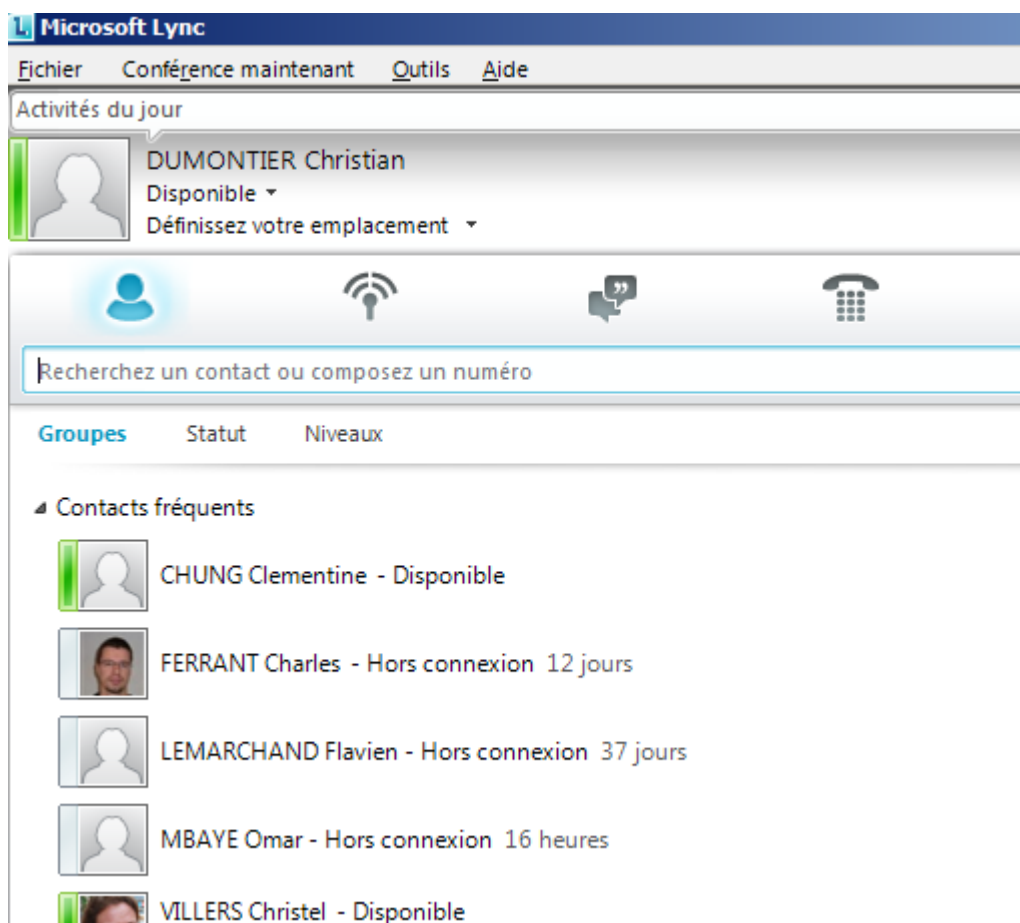 Microsoft Lync
Fichier Conférence maintenant Outils Aide
Activités du jour
DUMONTIER Christian
Disponible
Définissez votre emplacement
Recherchez un contact ou composez un numéro
Groupes Statut Niveaux
Contacts fréquents
CHUNG Clementine - Disponible
FERRANT Charles - Hors connexion 12 jours
LEMARCHAND Flavien - Hors connexion 37 jours
MBAYE Omar - Hors connexion 16 heures
VILLERS Christel - Disponible